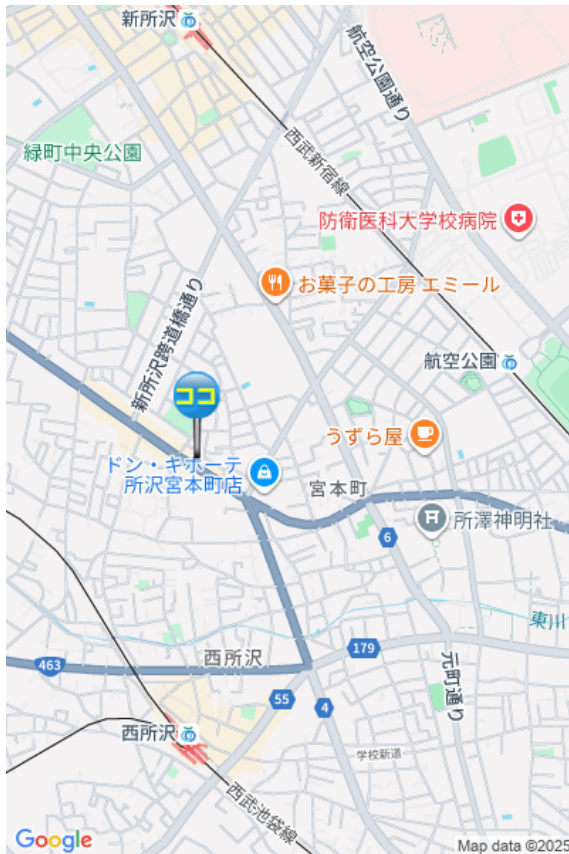 新所沢
航空公園通り
緑町中央公園
西武新宿線
防衛医科大学校病院
お菓子の工房 エミール
新所沢跨道橋通り
航空公園
ココ
うずら屋
ドン・キホーテ
所沢宮本町店
宮本町
所澤神明社
6
東川
179
西所沢
463
元町通り
55
4
西所沢
学校新道
西武池袋線
Google
Map data ©2025